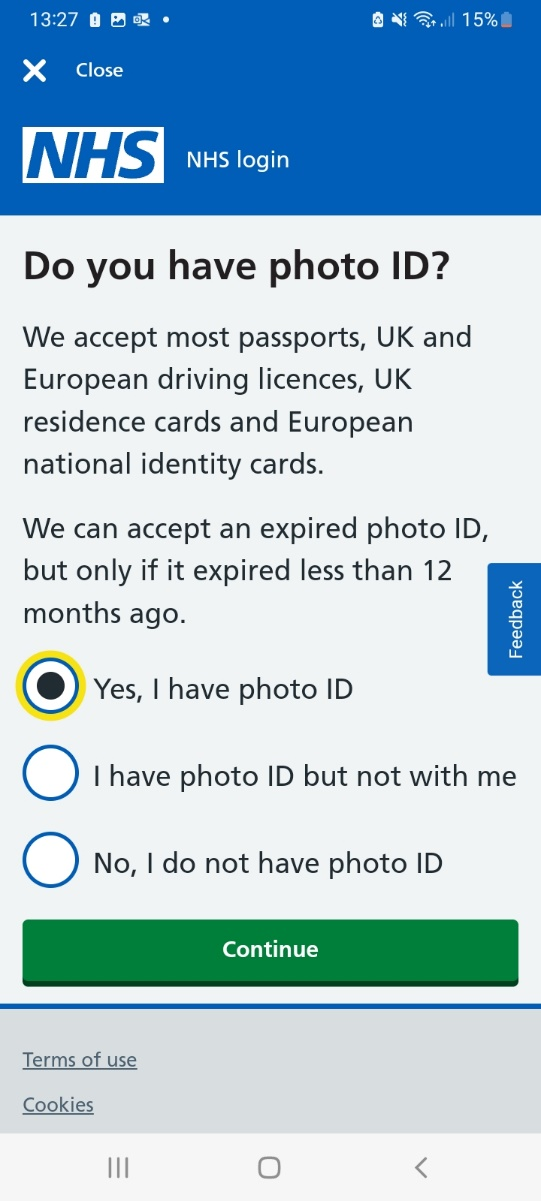 13:27 15%
Close
NHS NHS login
Do you have photo ID?
We accept most passports, UK and
European driving licences, UK
residence cards and European
national identity cards.
We can accept an expired photo ID,
but only if it expired less than 12
months ago.
Feedback
Yes, I have photo ID
I have photo ID but not with me
No, I do not have photo ID
Continue
Terms of use
Cookies